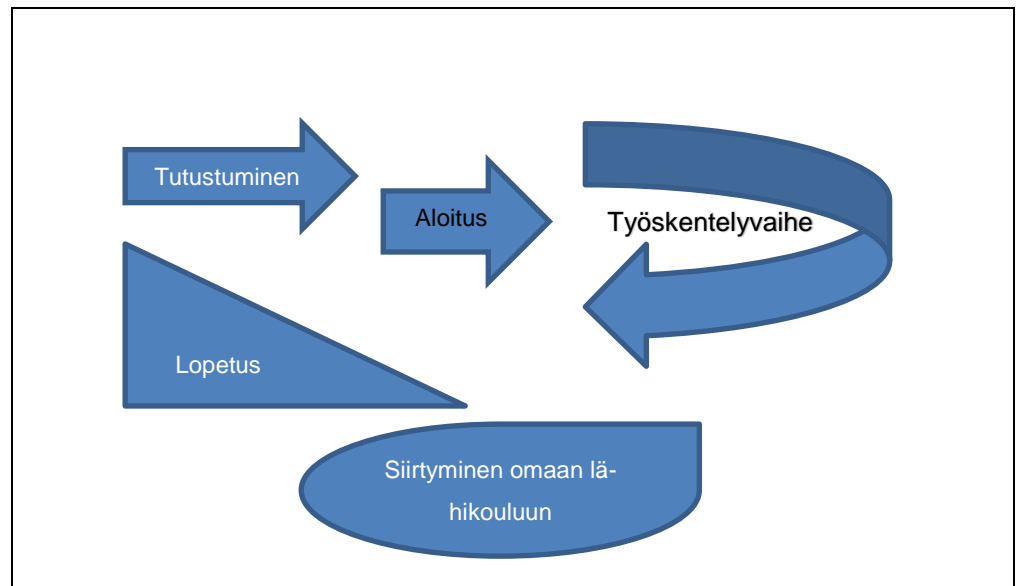 Tutustuminen
Aloitus
Työskentelyvaihe
Lopetus
Siirtyminen omaan lä-
hikouluun